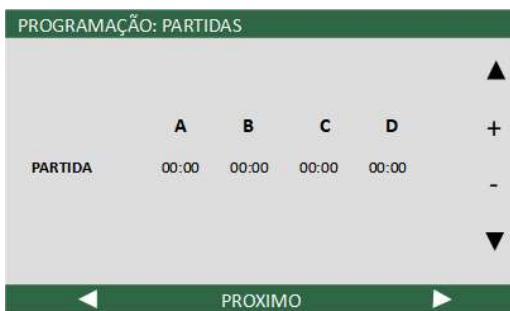 PROGRAMAÇÃO: PARTIDAS
A B C D +
PARTIDA 00:00 00:00 00:00 00:00
-
PROXIMO